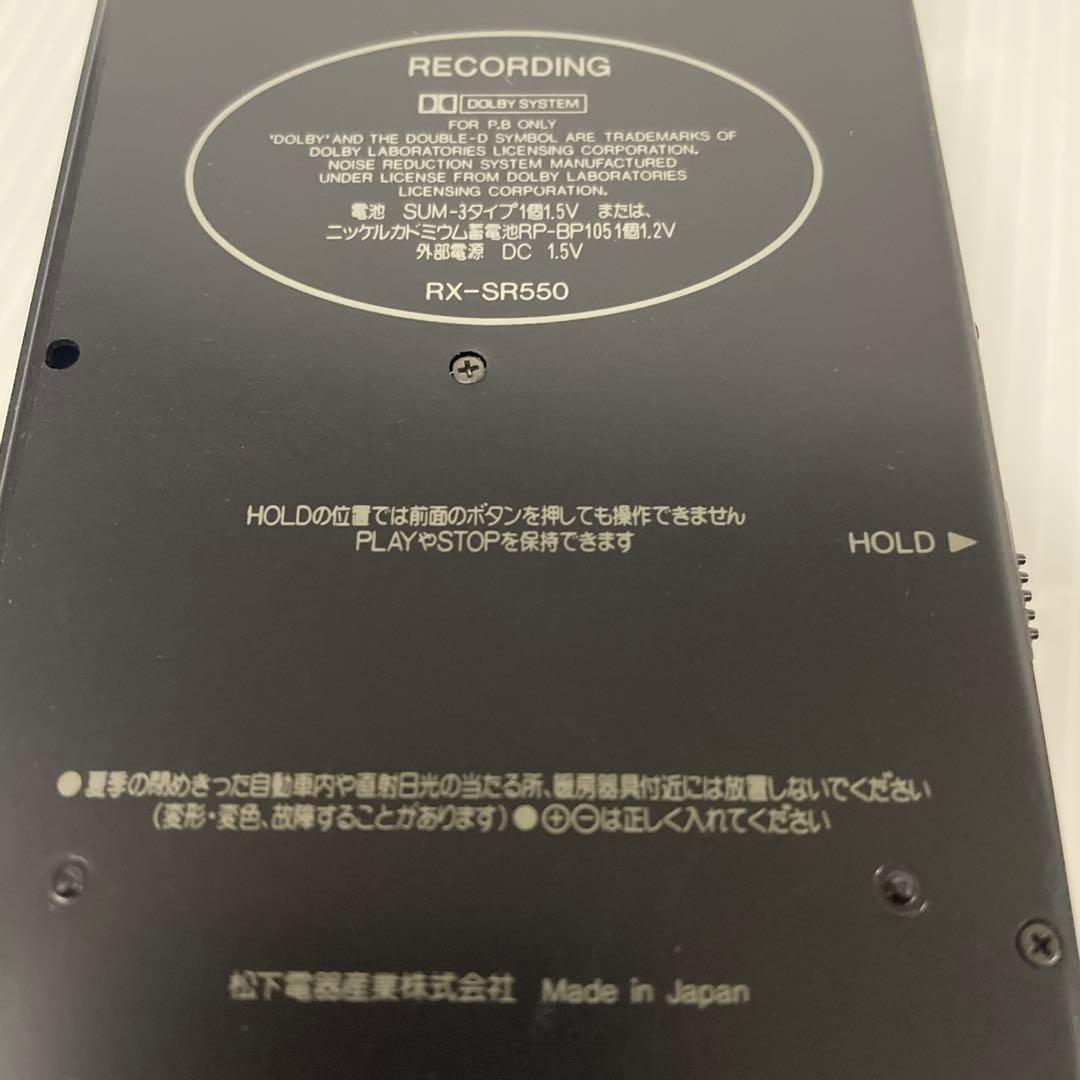 RECORDING
DOLBY SYSTEM
FOR P.B ONLY
'DOLBY' AND THE DOUBLE-D SYMBOL ARE TRADEMARKS OF
DOLBY LABORATORIES LICENSING CORPORATION.
NOISE REDUCTION SYSTEM MANUFACTURED
UNDER LICENSE FROM DOLBY LABORATORIES
LICENSING CORPORATION.
電池 SUM-3タイプ1個1.5V または、
ニッケルカドミウム蓄電池RP-BP105 1個1.2V
外部電源 DC 1.5V
RX-SR550
HOLDの位置では前面のボタンを押しても操作できません
PLAYやSTOPを保持できます
HOLD ▶
●夏季の閉めきった自動車内や直射日光の当たる所、暖房器具付近には放置しないでください
(変形・変色、故障することがあります)●⊕⊖は正しく入れてください
松下電器産業株式会社 Made in Japan